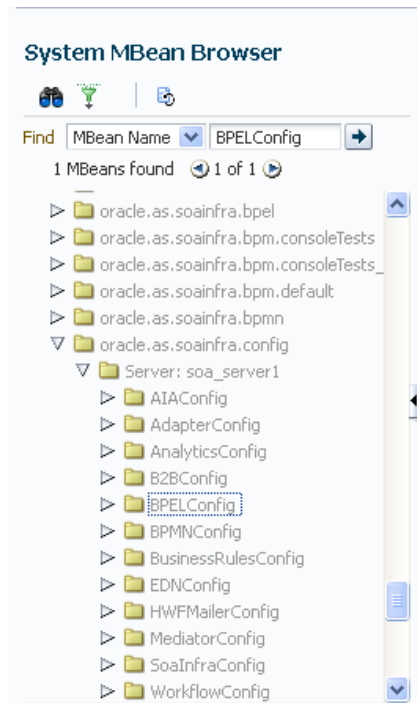 System MBean Browser
Find MBean Name BPELConfig
1 MBeans found 1 of 1
oracle.as.soainfra.bpel
oracle.as.soainfra.bpm.consoleTests
oracle.as.soainfra.bpm.consoleTests_
oracle.as.soainfra.bpm.default
oracle.as.soainfra.bpmn
oracle.as.soainfra.config
Server: soa_server1
AIAConfig
AdapterConfig
AnalyticsConfig
B2BConfig
BPELConfig
BPMNConfig
BusinessRulesConfig
EDNConfig
HWFMailerConfig
MediatorConfig
SoaInfraConfig
WorkflowConfig